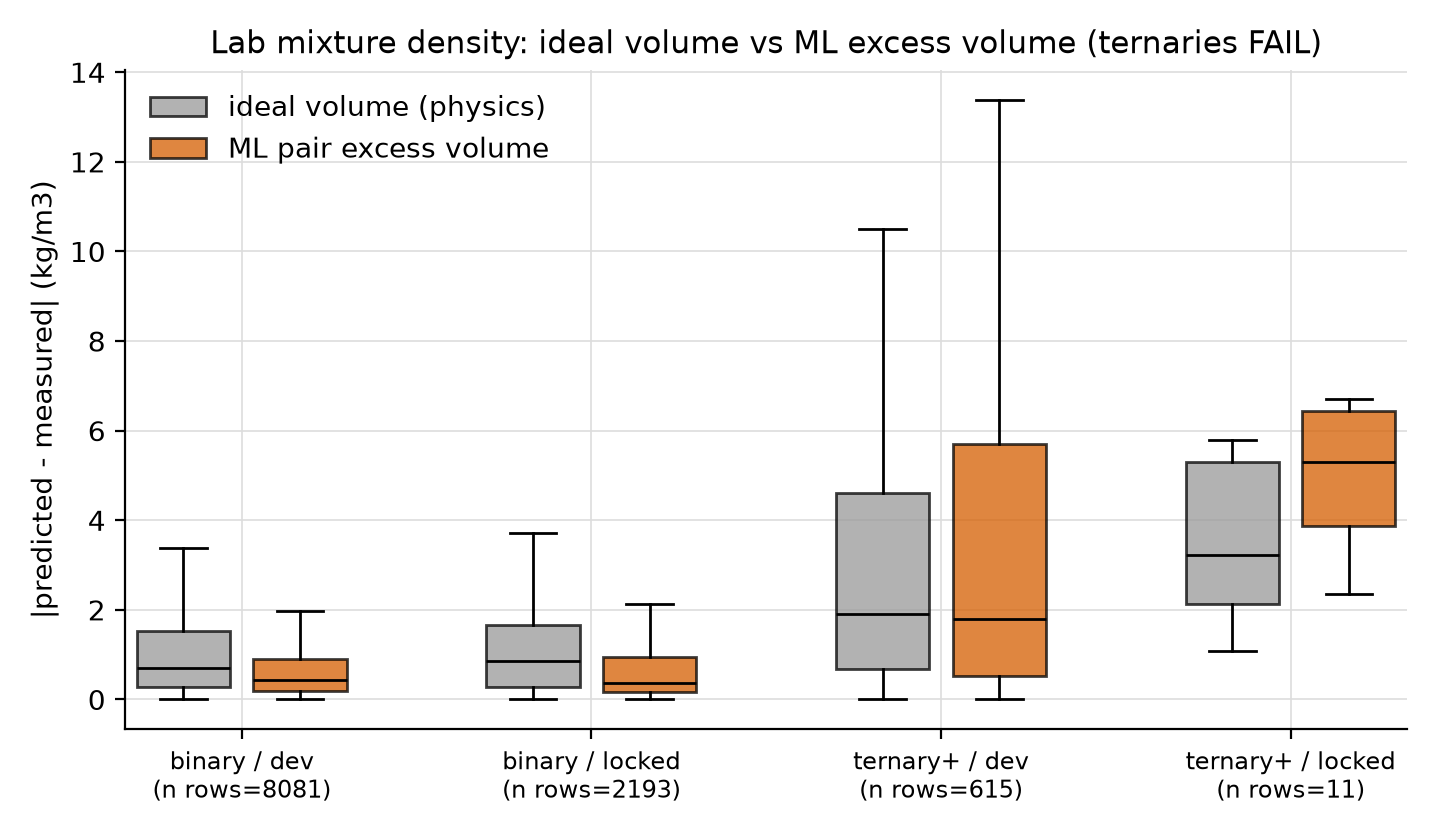 Lab mixture density: ideal volume vs ML excess volume (ternaries FAIL)
ideal volume (physics)
ML pair excess volume
|predicted - measured| (kg/m3)
14
12
10
8
6
4
2
0
binary / dev
(n rows=8081)
binary / locked
(n rows=2193)
ternary+ / dev
(n rows=615)
ternary+ / locked
(n rows=11)